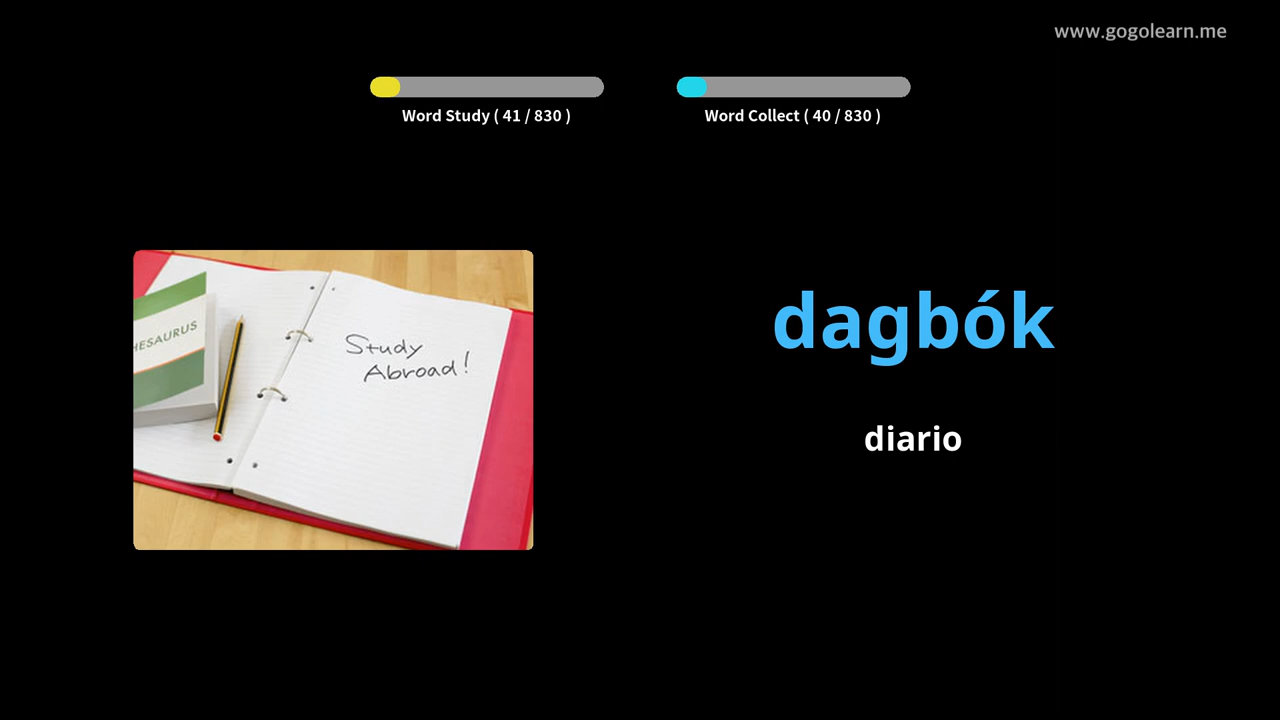 www.gogolearn.me
Word Study ( 41 / 830 )
Word Collect ( 40 / 830 )
HESAURUS
Study
Abroad!
dagbók
diario